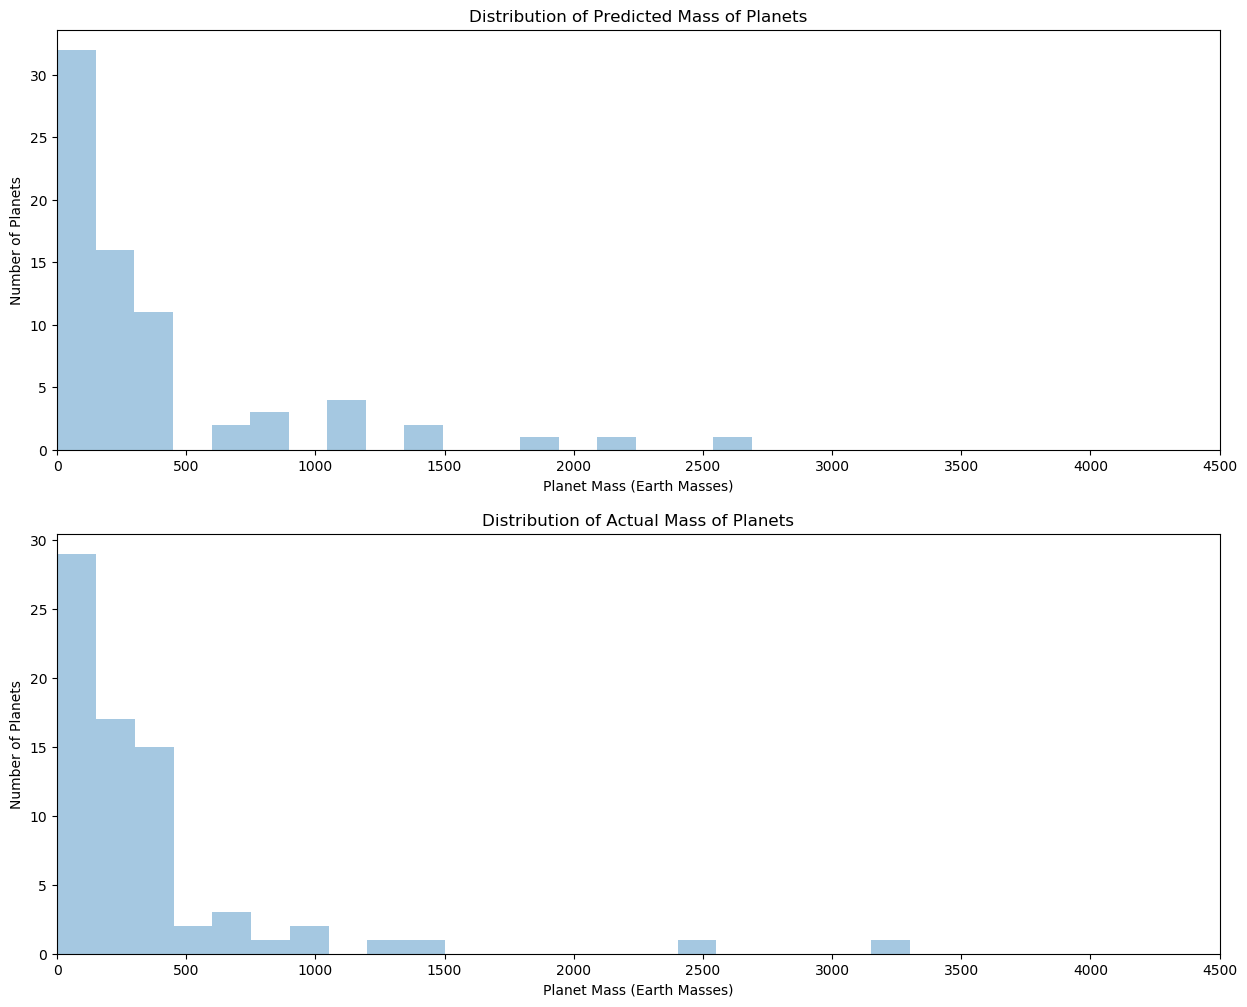 Distribution of Predicted Mass of Planets
Number of Planets
30
25
20
15
10
5
0
0 500 1000 1500 2000 2500 3000 3500 4000 4500
Planet Mass (Earth Masses)
Distribution of Actual Mass of Planets
Number of Planets
30
25
20
15
10
5
0
0 500 1000 1500 2000 2500 3000 3500 4000 4500
Planet Mass (Earth Masses)